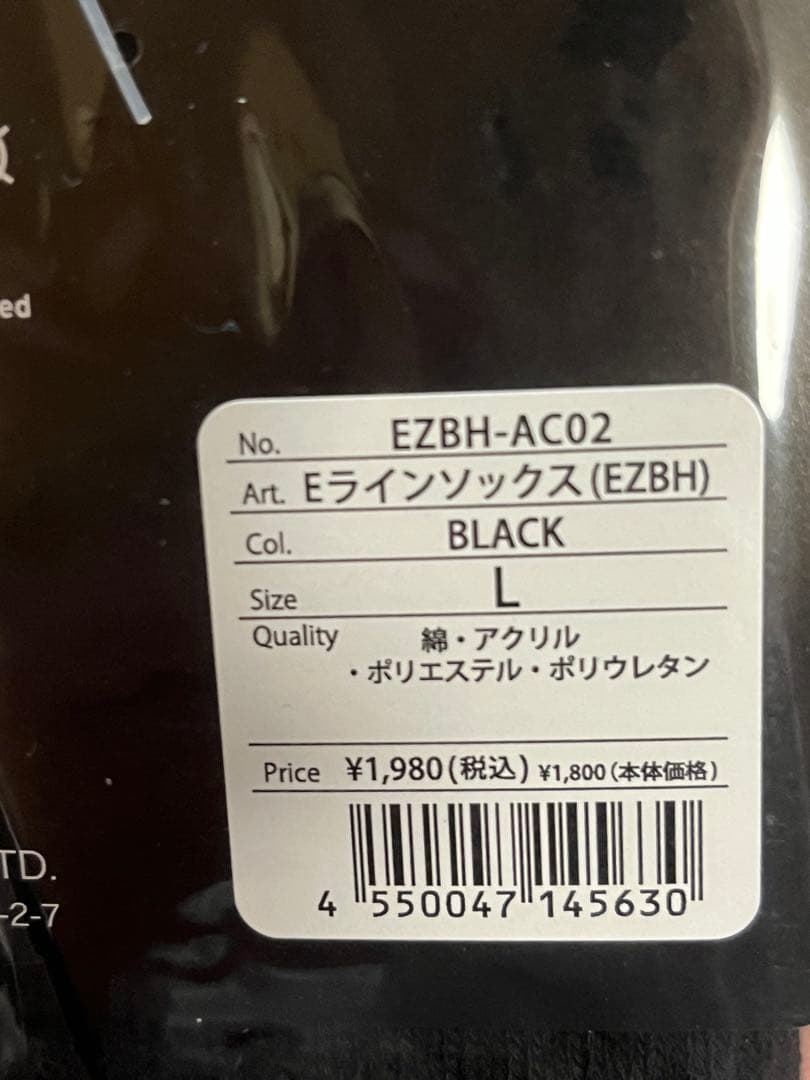 ed
No. EZBH-AC02
Art. Eラインソックス(EZBH)
Col. BLACK
Size L
Quality 綿・アクリル
・ポリエステル・ポリウレタン
Price ¥1,980(税込) ¥1,800(本体価格)
4 550047 145630
TD.
-2-7